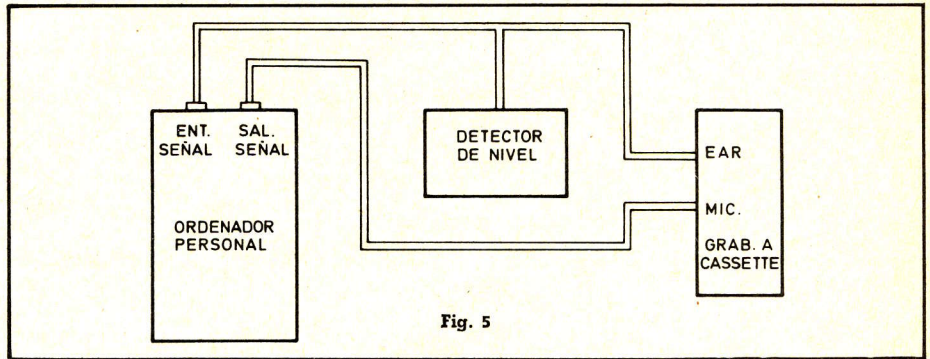 ENT. SAL.
SEÑAL SEÑAL
ORDENADOR
PERSONAL
DETECTOR
DE NIVEL
EAR
MIC.
GRAB. A
CASSETTE
Fig. 5